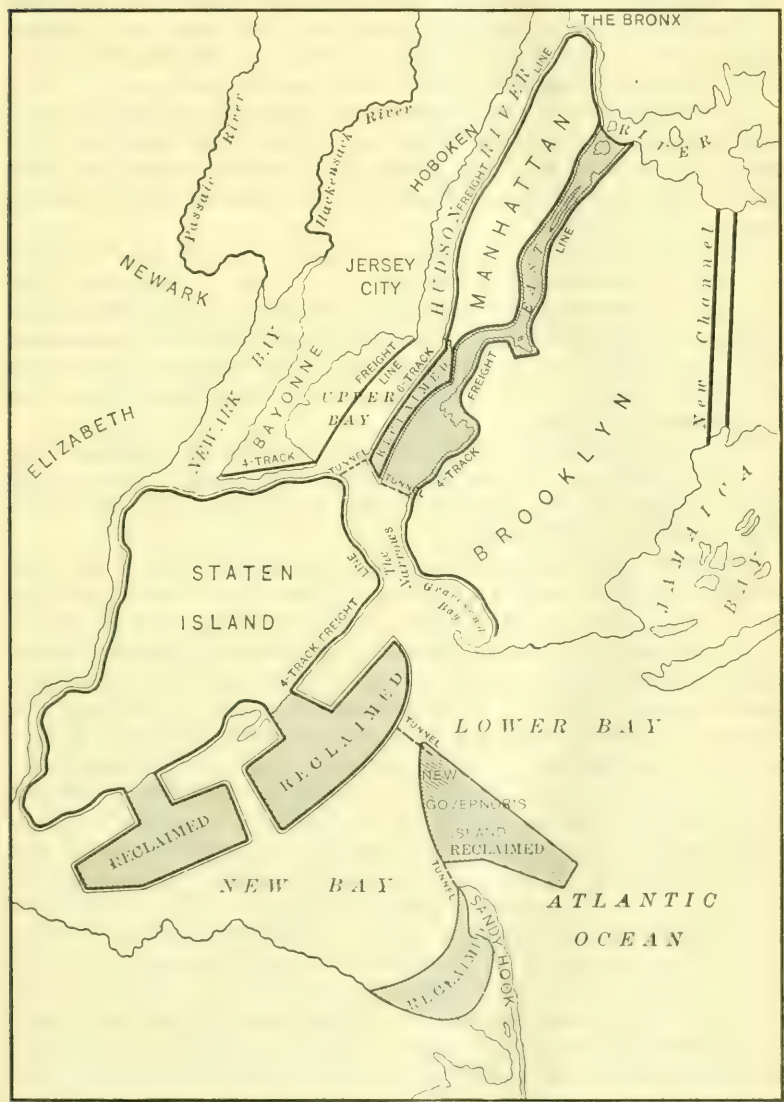 THE BRONX
Passaic River
Hackensack River
HOBOKEN
HUDSON RIVER
FREIGHT LINE
MANHATTAN
RIVER
EAST
LINE
NEWARK
JERSEY
CITY
New Channel
NEWARK BAY
BAYONNE
FREIGHT
LINE
6-TRACK
UPPER
BAY
RECLAIMED
FREIGHT
4-TRACK
ELIZABETH
4-TRACK
TUNNEL
TUNNEL
BROOKLYN
JAMAICA
BAY
The Narrows
Gravesend
Bay
STATEN
ISLAND
4-TRACK FREIGHT LINE
RECLAIMED
LOWER BAY
TUNNEL
NEW
GOVERNOR'S
ISLAND
RECLAIMED
RECLAIMED
NEW BAY
TUNNEL
SANDY HOOK
ATLANTIC
OCEAN
RECLAIMED